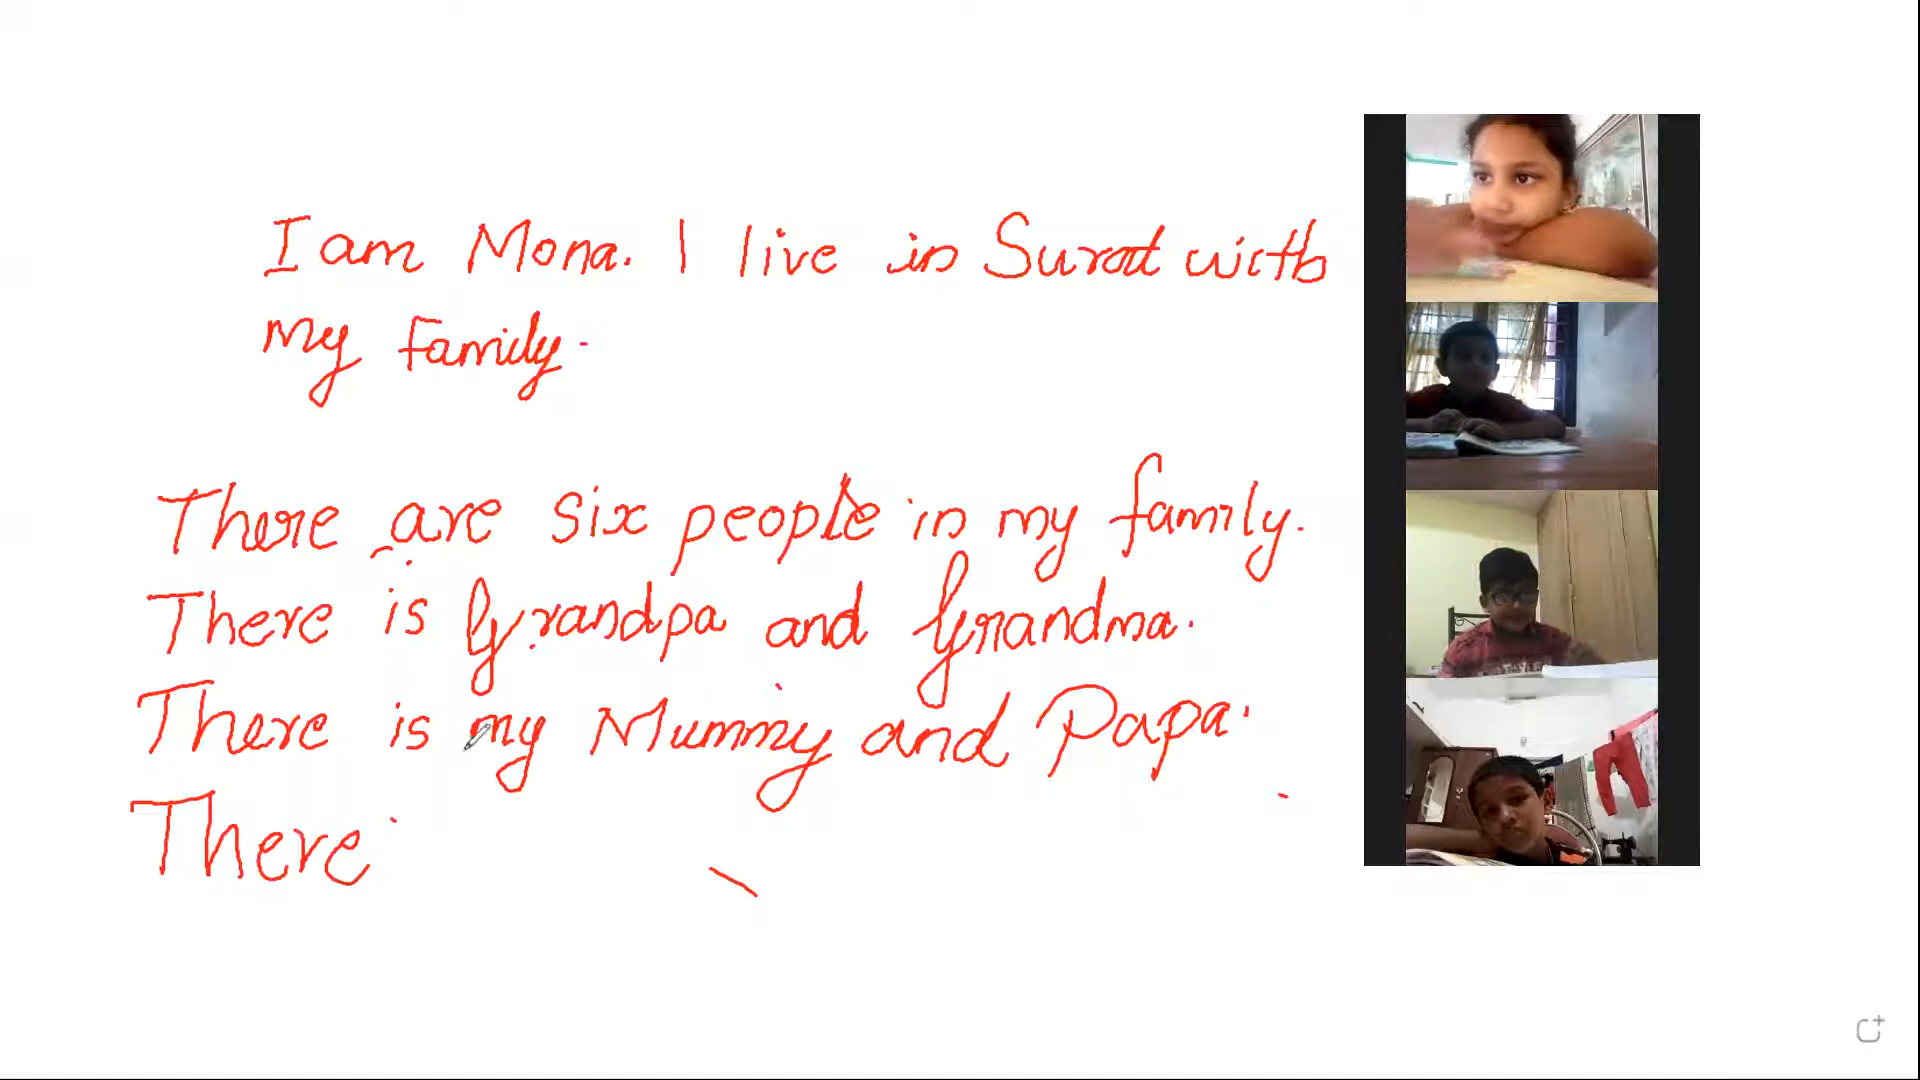 I am Mona. I live in Surat with
my family.
There are six people in my family.
There is Grandpa and Grandma.
There is my Mummy and Papa.
There